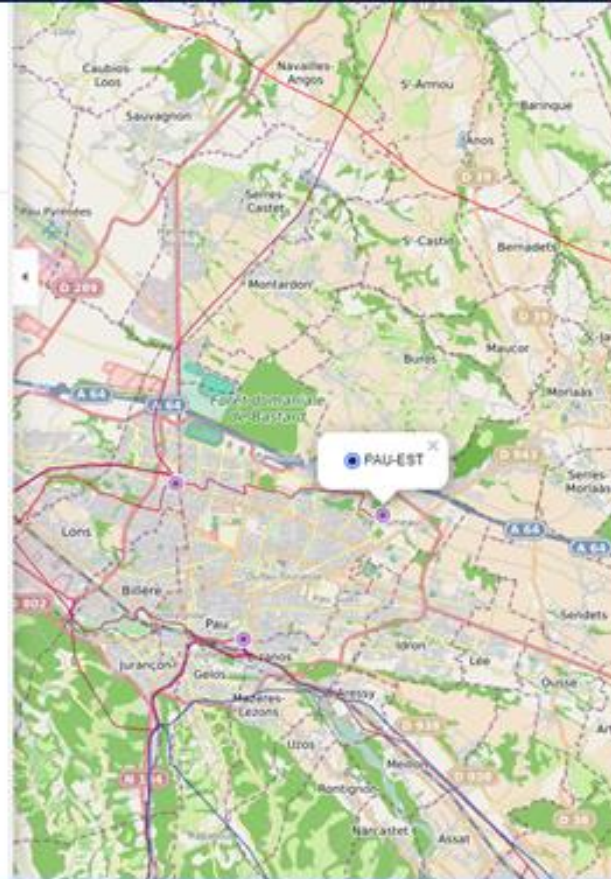 Caubios-
Loos
Navailles-
Angos
St-Armou
Sauvagnon
Baringue
Anos
D 39
Pau Pyrénées
Serres-
Castet
St-Castin
Bernadets
D 289
Montardon
D 39
Maucor
Buros
Morlaàs
A 64
A 64
Forêt domaniale
de Bastard
PAU-EST
D 943
Serres-
Morlaàs
Lons
A 64
A 64
Billère
D 802
Pau
Sendets
Idron
Lée
Jurançon
Gelos
Ousse
Mazères-
Lezons
Aressy
Uzos
D 938
Meillon
N 134
D 938
Rontignon
D 38
Narcastet
Assat